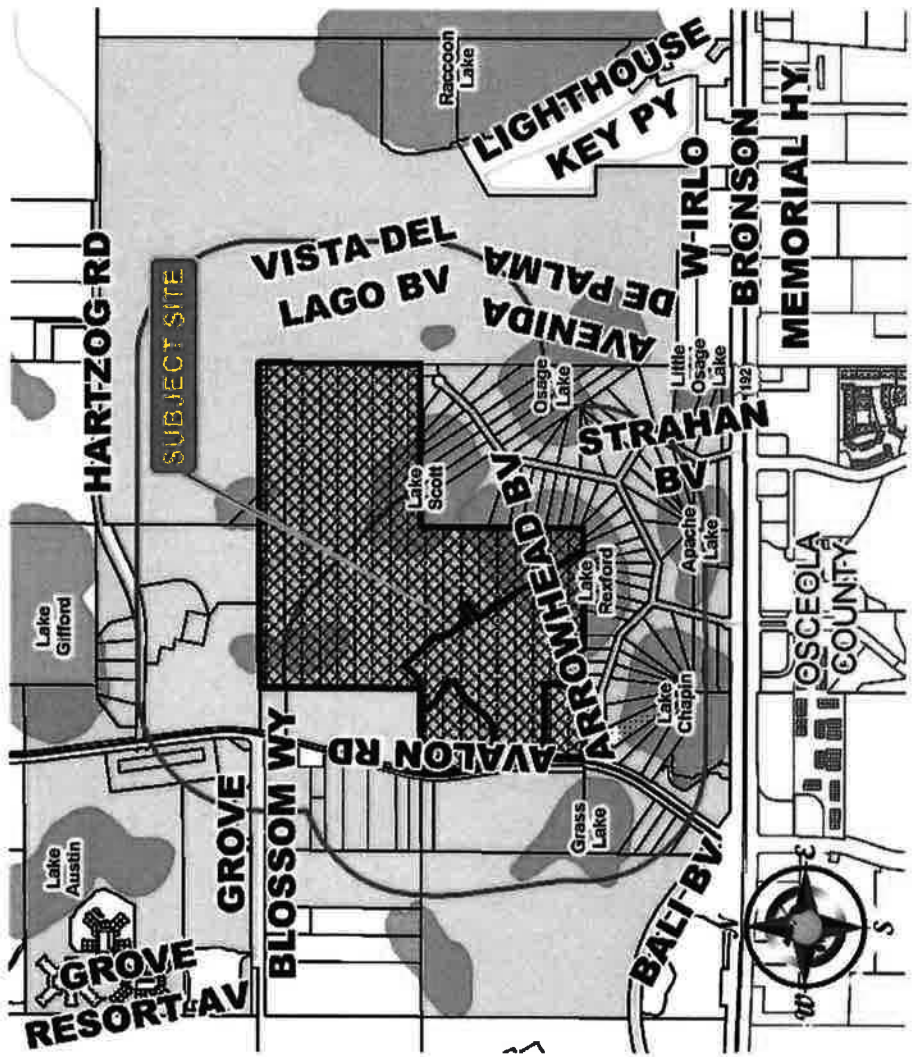 HARTZOG RD
SUBJECT SITE
Raccoon
Lake
LIGHTHOUSE
KEY PY
VISTA DEL
LAGO BV
AVENIDA
DE PALMA
W IRLO
BRONSON
MEMORIAL HY
Osage
Lake
Little
Osage
Lake
192
STRAHAN
BV
Lake
Scott
ARROWHEAD BV
Lake
Rexford
Apache
Lake
Lake
Gifford
Lake
Chapin
OSCEOLA
COUNTY
AVALON RD
GROVE
BLOSSOM WY
Grass
Lake
Lake
Austin
GROVE
RESORT AV
BALI BV
N
E
S
W